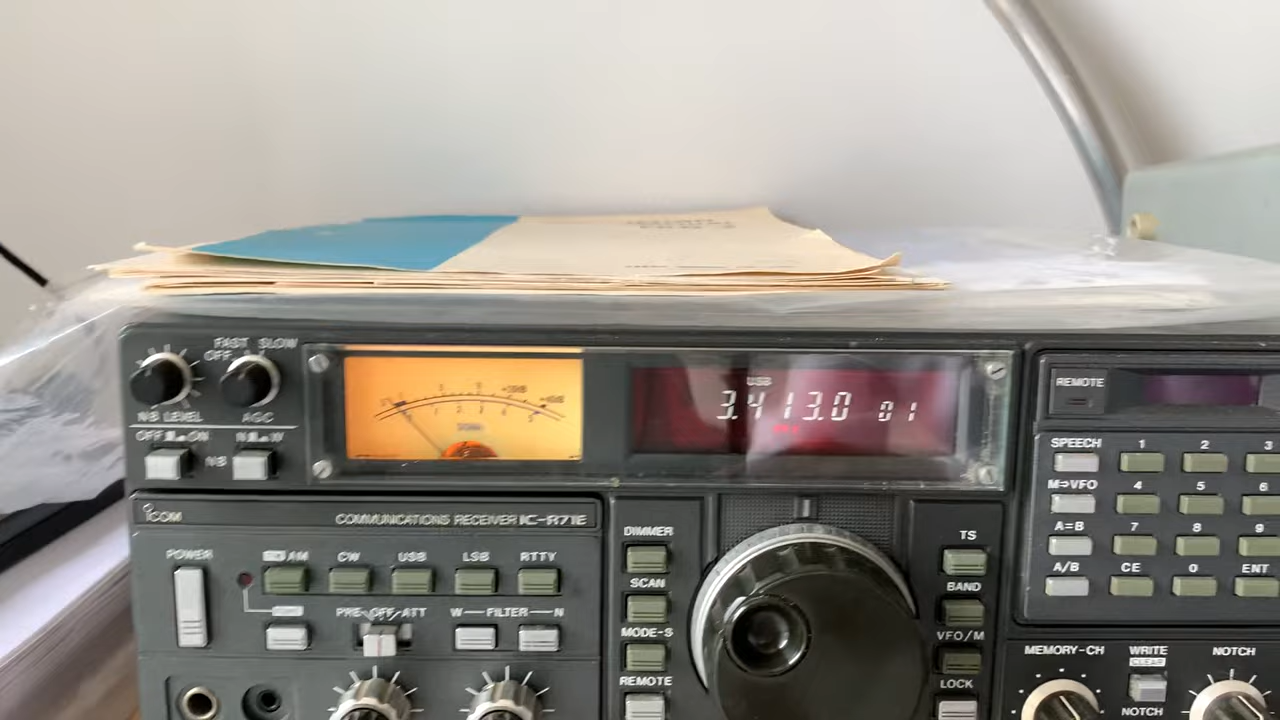 FAST SLOW
OFF
NB LEVEL
AGC
OFF ON
N W
NB
USB
3.413.0 01
REMOTE
SPEECH 1 2 3
M⇒VFO 4 5 6
A=B 7 8 9
A/B CE 0 ENT
ICOM
COMMUNICATIONS RECEIVER IC-R71E
POWER
AM CW USB LSB RTTY
PRE OFF ATT
W FILTER N
DIMMER
SCAN
MODE-S
REMOTE
TS
BAND
VFO/M
LOCK
MEMORY-CH
WRITE
CLEAR
NOTCH
NOTCH